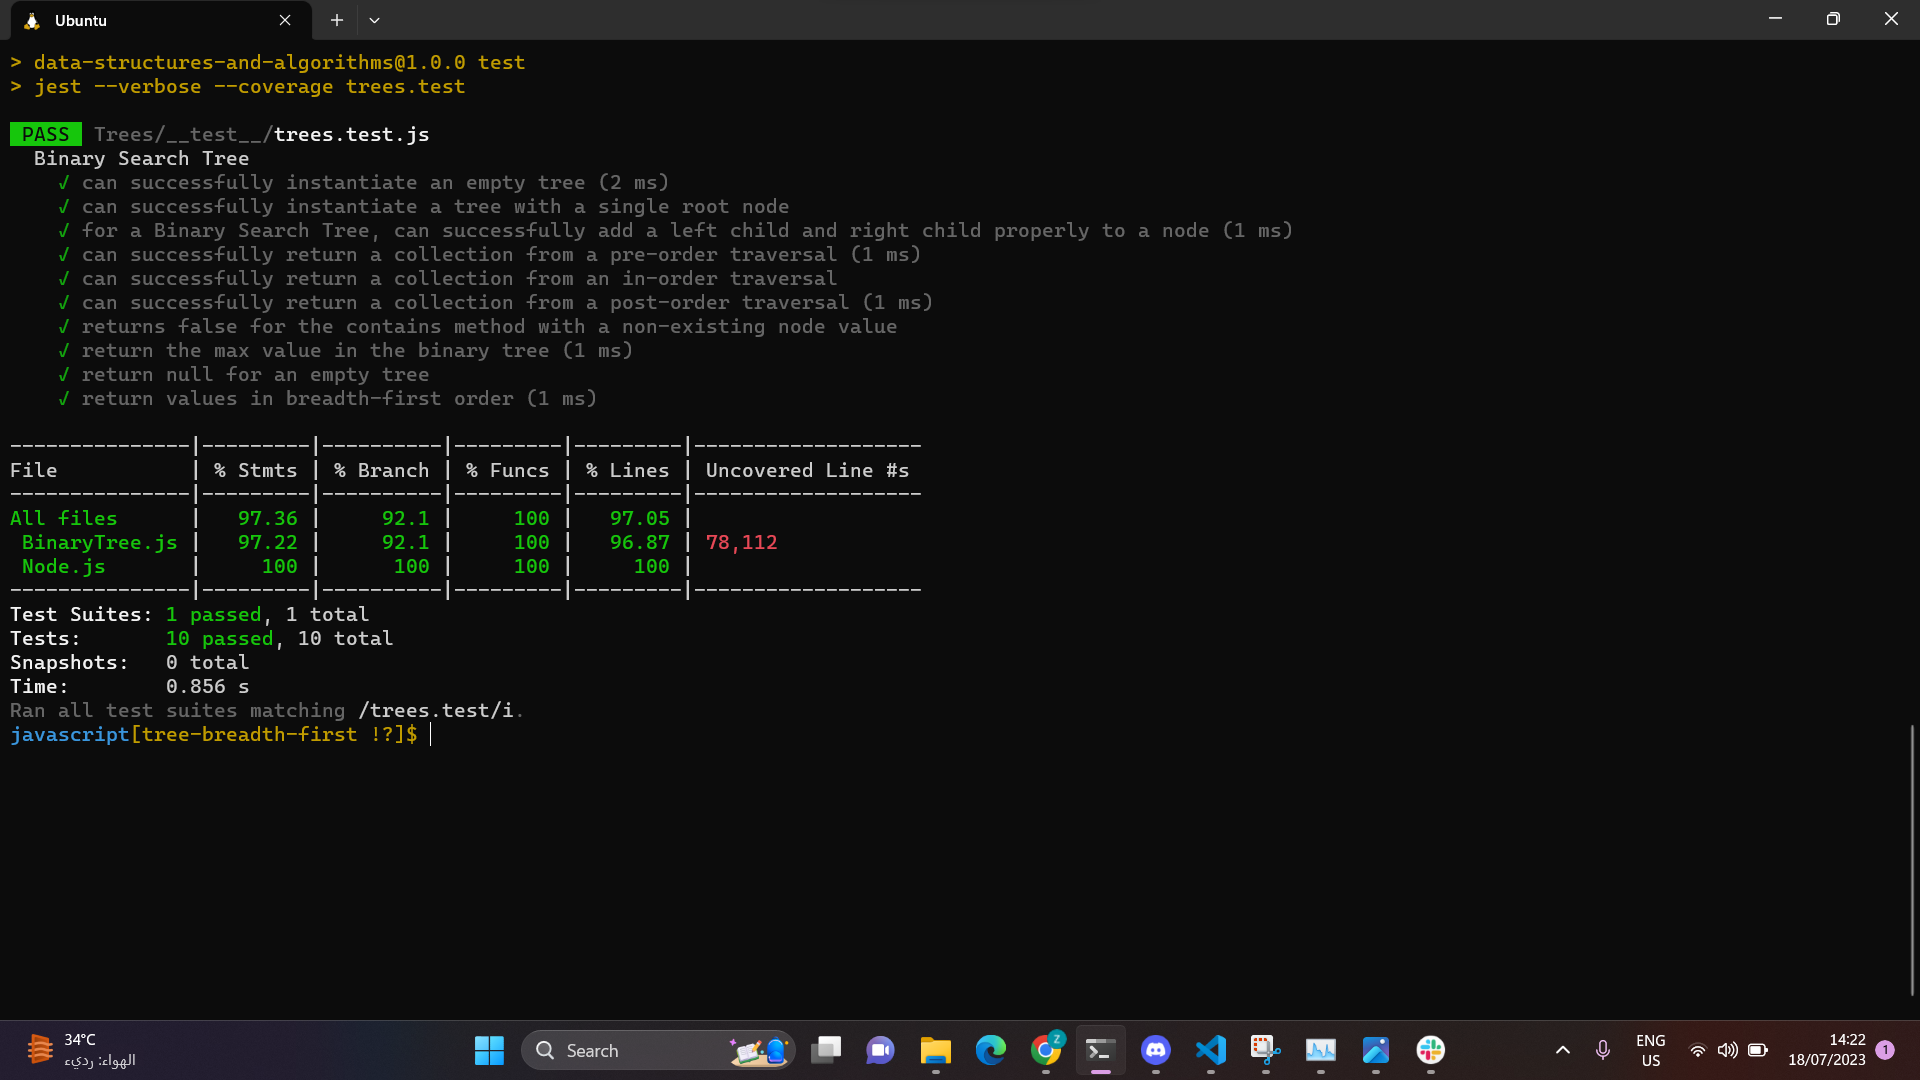 Ubuntu
> data-structures-and-algorithms@1.0.0 test
> jest --verbose --coverage trees.test
PASS Trees/__test__/trees.test.js
Binary Search Tree
√ can successfully instantiate an empty tree (2 ms)
√ can successfully instantiate a tree with a single root node
√ for a Binary Search Tree, can successfully add a left child and right child properly to a node (1 ms)
√ can successfully return a collection from a pre-order traversal (1 ms)
√ can successfully return a collection from an in-order traversal
√ can successfully return a collection from a post-order traversal (1 ms)
√ returns false for the contains method with a non-existing node value
√ return the max value in the binary tree (1 ms)
√ return null for an empty tree
√ return values in breadth-first order (1 ms)
---------------|---------|----------|---------|---------|-------------------
File           | % Stmts | % Branch | % Funcs | % Lines | Uncovered Line #s
---------------|---------|----------|---------|---------|-------------------
All files      |   97.36 |     92.1 |     100 |   97.05 |
 BinaryTree.js |   97.22 |     92.1 |     100 |   96.87 | 78,112
 Node.js       |     100 |      100 |     100 |     100 |
---------------|---------|----------|---------|---------|-------------------
Test Suites: 1 passed, 1 total
Tests:       10 passed, 10 total
Snapshots:   0 total
Time:        0.856 s
Ran all test suites matching /trees.test/i.
javascript[tree-breadth-first !?]$
34°C
الهواء: رديء
Search
Z
ENG
US
14:22
18/07/2023
1